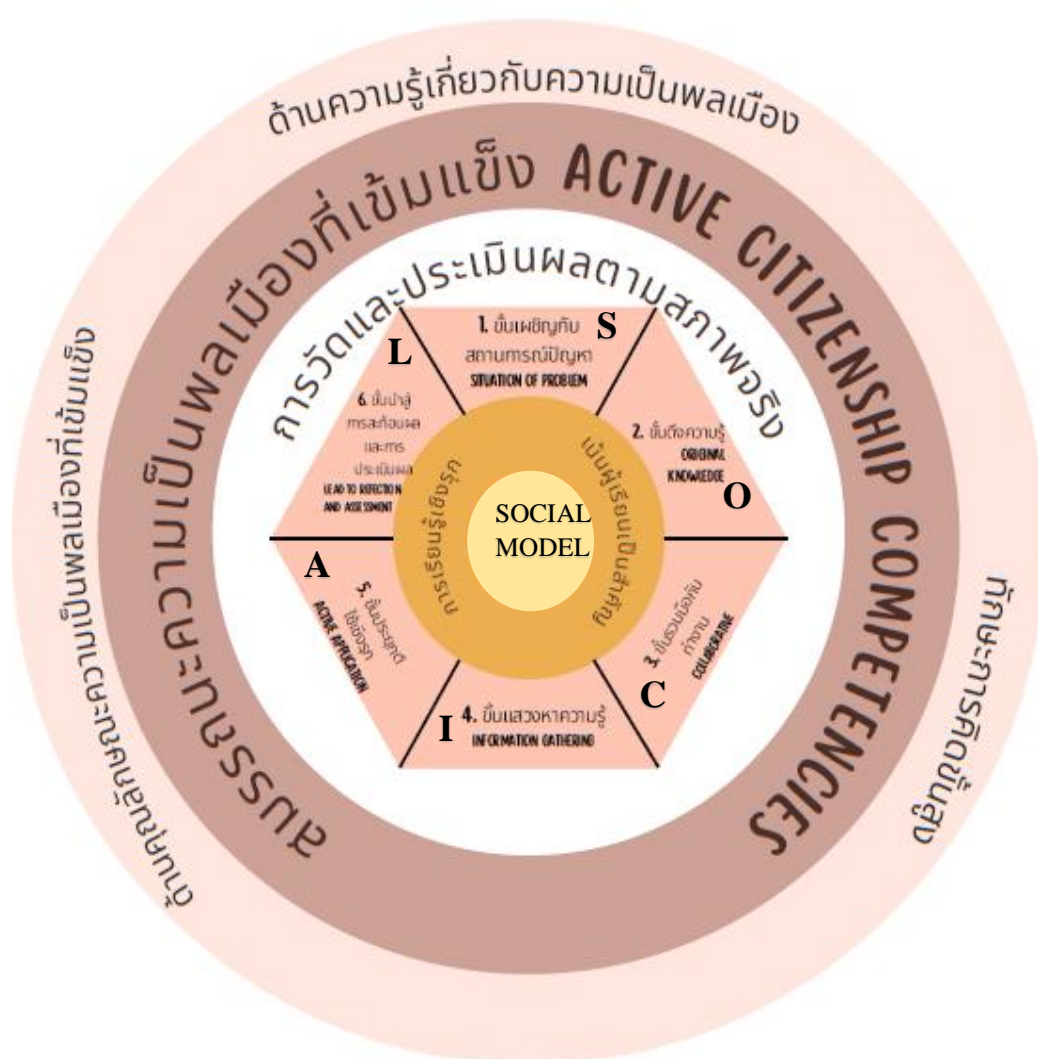 ด้านความรู้เกี่ยวกับความเป็นพลเมือง
สมรรถนะความเป็นพลเมืองที่เข้มแข็ง ACTIVE CITIZENSHIP COMPETENCIES
การวัดและประเมินผลตามสภาพจริง
S
1. ขั้นเผชิญกับ
สถานการณ์ปัญหา
SITUATION OF PROBLEM
O
2. ขั้นดึงความรู้
ORIGINAL
KNOWLEDGE
C
3. ขั้นร่วมมือกัน
ทำงาน
COLLABORATIVE
I
4. ขั้นแสวงหาความรู้
INFORMATION GATHERING
A
5. ขั้นประยุกต์
ใช้เชิงรุก
ACTIVE APPLICATION
L
6. ขั้นนำสู่
การสะท้อนผล
และการ
ประเมินผล
LEAD TO REFECTION
AND ASSESSMENT
การเรียนรู้เชิงรุก
เน้นผู้เรียนเป็นสำคัญ
SOCIAL
MODEL
ทักษะการคิดขั้นสูง
ด้านคุณลักษณะความเป็นพลเมืองที่เข้มแข็ง